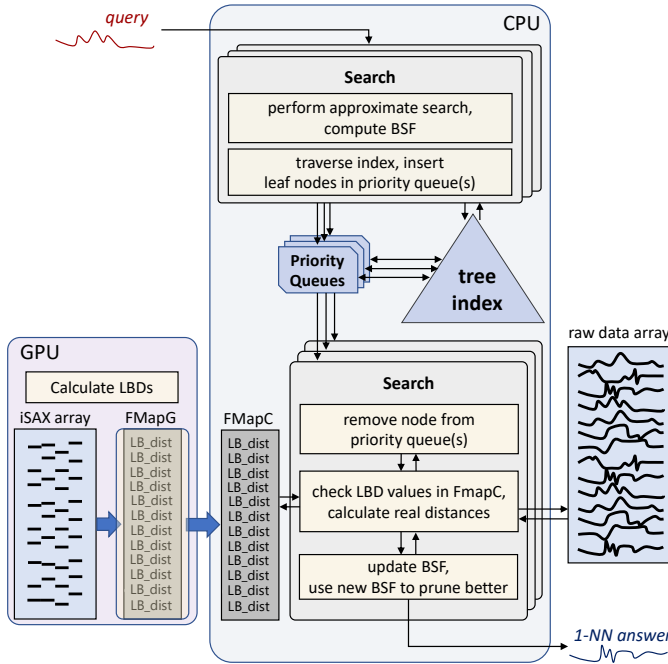 query
CPU
Search
perform approximate search,
compute BSF
traverse index, insert
leaf nodes in priority queue(s)
Priority
Queues
tree
index
raw data array
GPU
Calculate LBDs
iSAX array
FMapG
LB_dist
LB_dist
LB_dist
LB_dist
LB_dist
LB_dist
LB_dist
LB_dist
LB_dist
LB_dist
LB_dist
LB_dist
FMapC
LB_dist
LB_dist
LB_dist
LB_dist
LB_dist
LB_dist
LB_dist
LB_dist
LB_dist
LB_dist
LB_dist
LB_dist
Search
remove node from
priority queue(s)
check LBD values in FmapC,
calculate real distances
update BSF,
use new BSF to prune better
1-NN answer